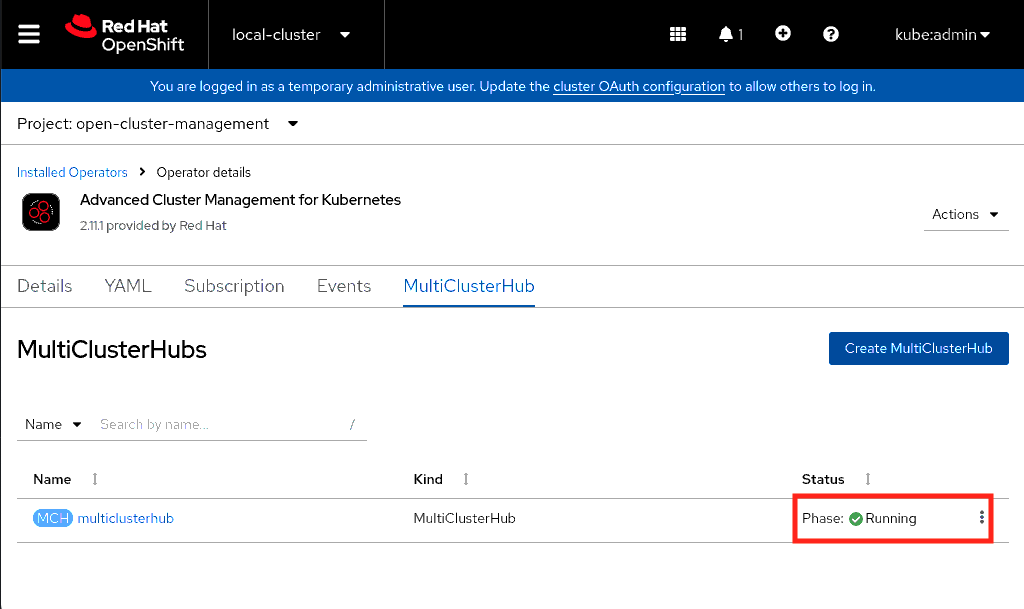 Red Hat
OpenShift
local-cluster
1
kube:admin
You are logged in as a temporary administrative user. Update the cluster OAuth configuration to allow others to log in.
Project: open-cluster-management
Installed Operators > Operator details
Advanced Cluster Management for Kubernetes
2.11.1 provided by Red Hat
Actions
Details YAML Subscription Events MultiClusterHub
MultiClusterHubs
Create MultiClusterHub
Name Search by name... /
Name Kind Status
MCH multiclusterhub MultiClusterHub Phase: Running